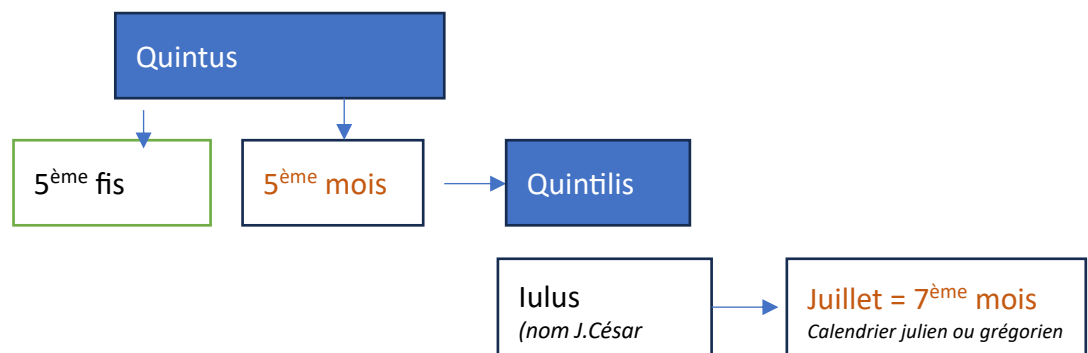 Quintus
5ème fis
5ème mois
Quintilis
Iulus
(nom J.César
Juillet = 7ème mois
Calendrier julien ou grégorien